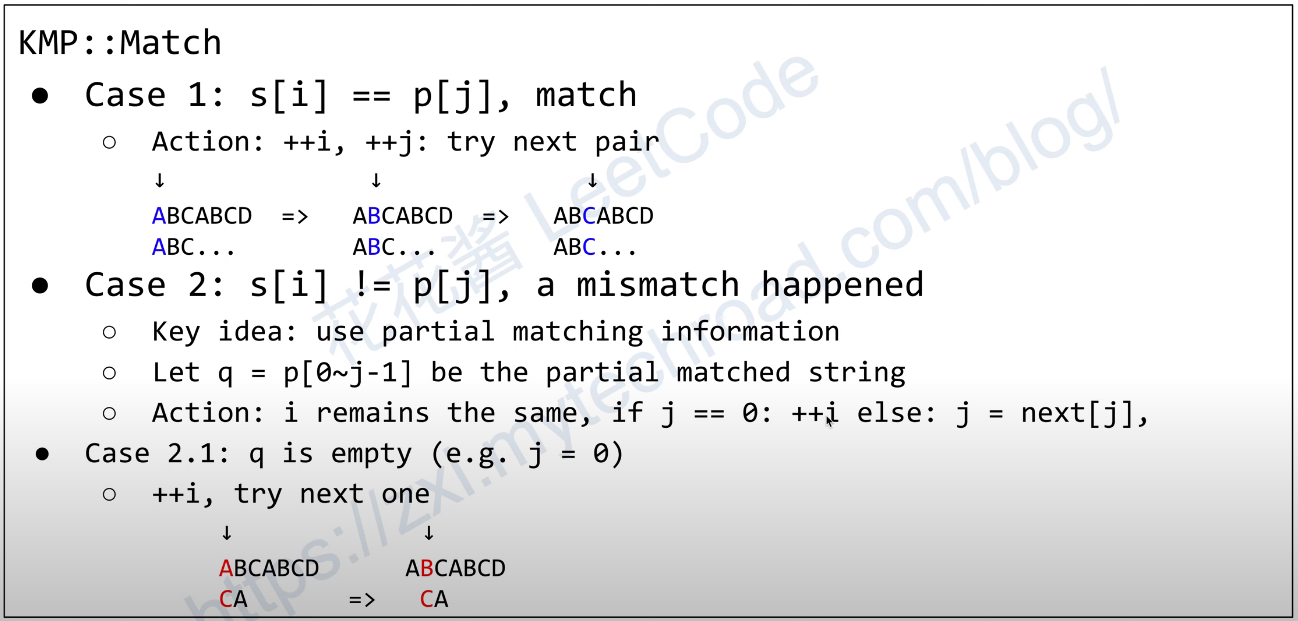 KMP::Match
● Case 1: s[i] == p[j], match
○ Action: ++i, ++j: try next pair
↓ ↓ ↓
ABCABCD => ABCABCD => ABCABCD
ABC... ABC... ABC...
● Case 2: s[i] != p[j], a mismatch happened
○ Key idea: use partial matching information
○ Let q = p[0~j-1] be the partial matched string
○ Action: i remains the same, if j == 0: ++i else: j = next[j],
● Case 2.1: q is empty (e.g. j = 0)
○ ++i, try next one
↓ ↓
ABCABCD ABCABCD
CA => CA
花花酱 LeetCode
https://zxi.mytechroad.com/blog/